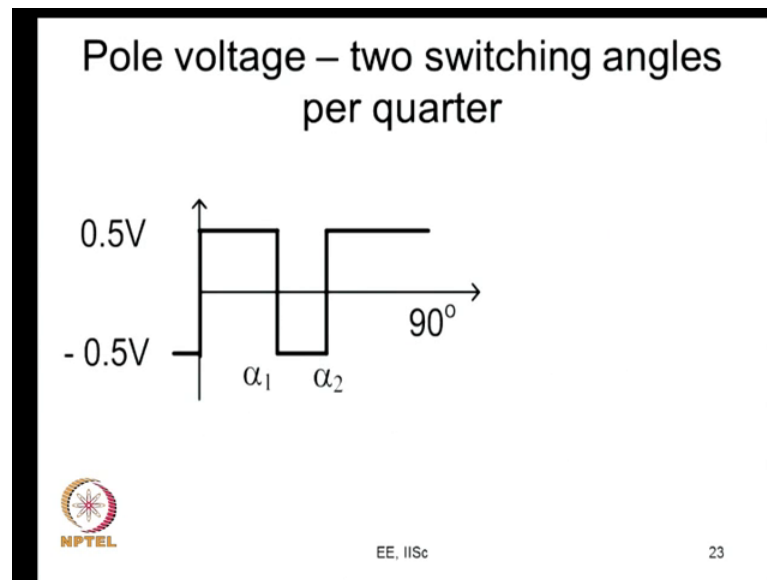 Pole voltage – two switching angles
per quarter
0.5V
90°
- 0.5V
α₁ α₂
NPTEL
EE, IISc 23